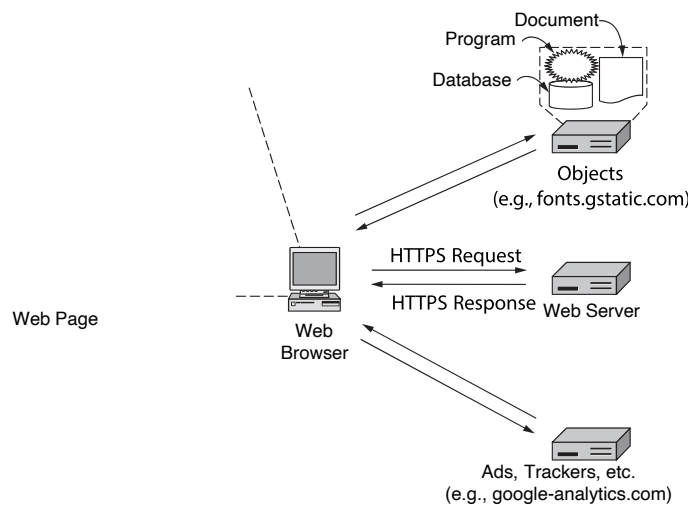 Document
Program
Database
Objects
(e.g., fonts.gstatic.com)
HTTPS Request
HTTPS Response
Web Server
Web Page
Web
Browser
Ads, Trackers, etc.
(e.g., google-analytics.com)